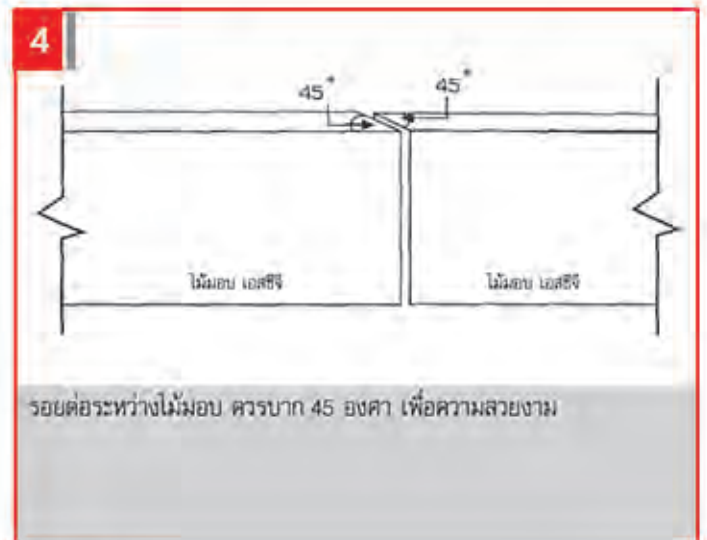 4
45°
45°
ไม้มอบ เอสซีจี
ไม้มอบ เอสซีจี
รอยต่อระหว่างไม้มอบ ควรบาก 45 องศา เพื่อความสวยงาม